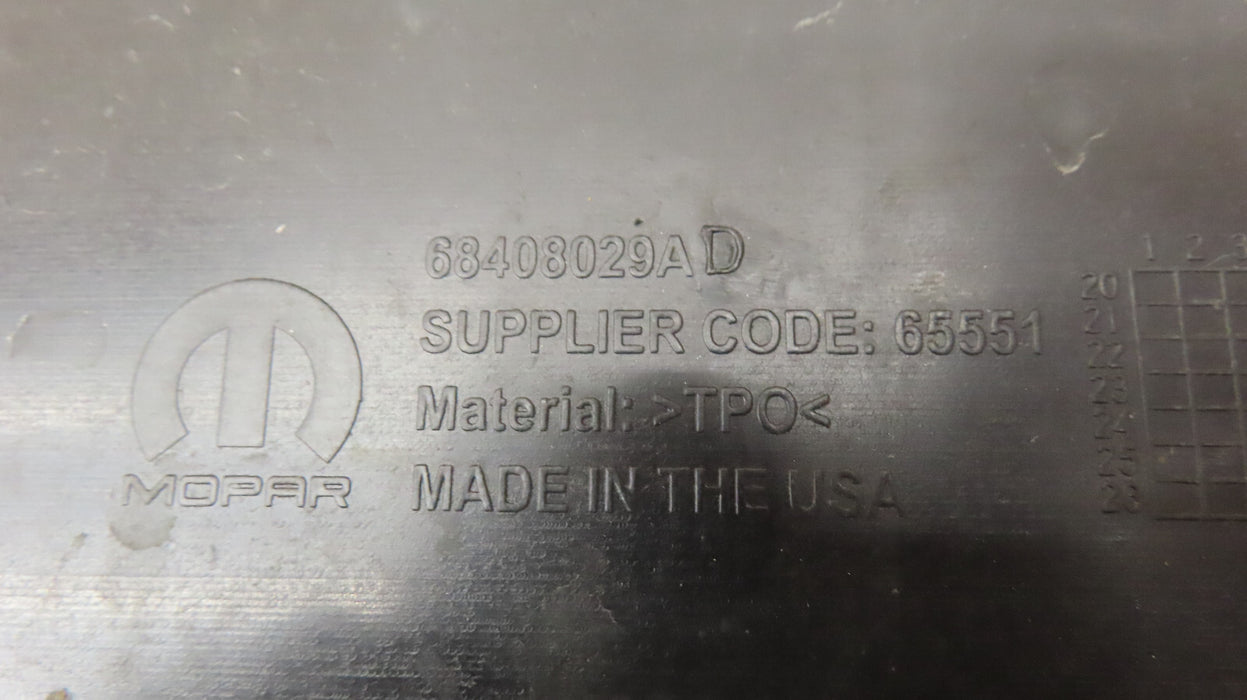 68408029AD
SUPPLIER CODE: 65551
Material: >TPO<
MADE IN THE USA
MOPAR
1 2 3
20
21
22
23
24
25